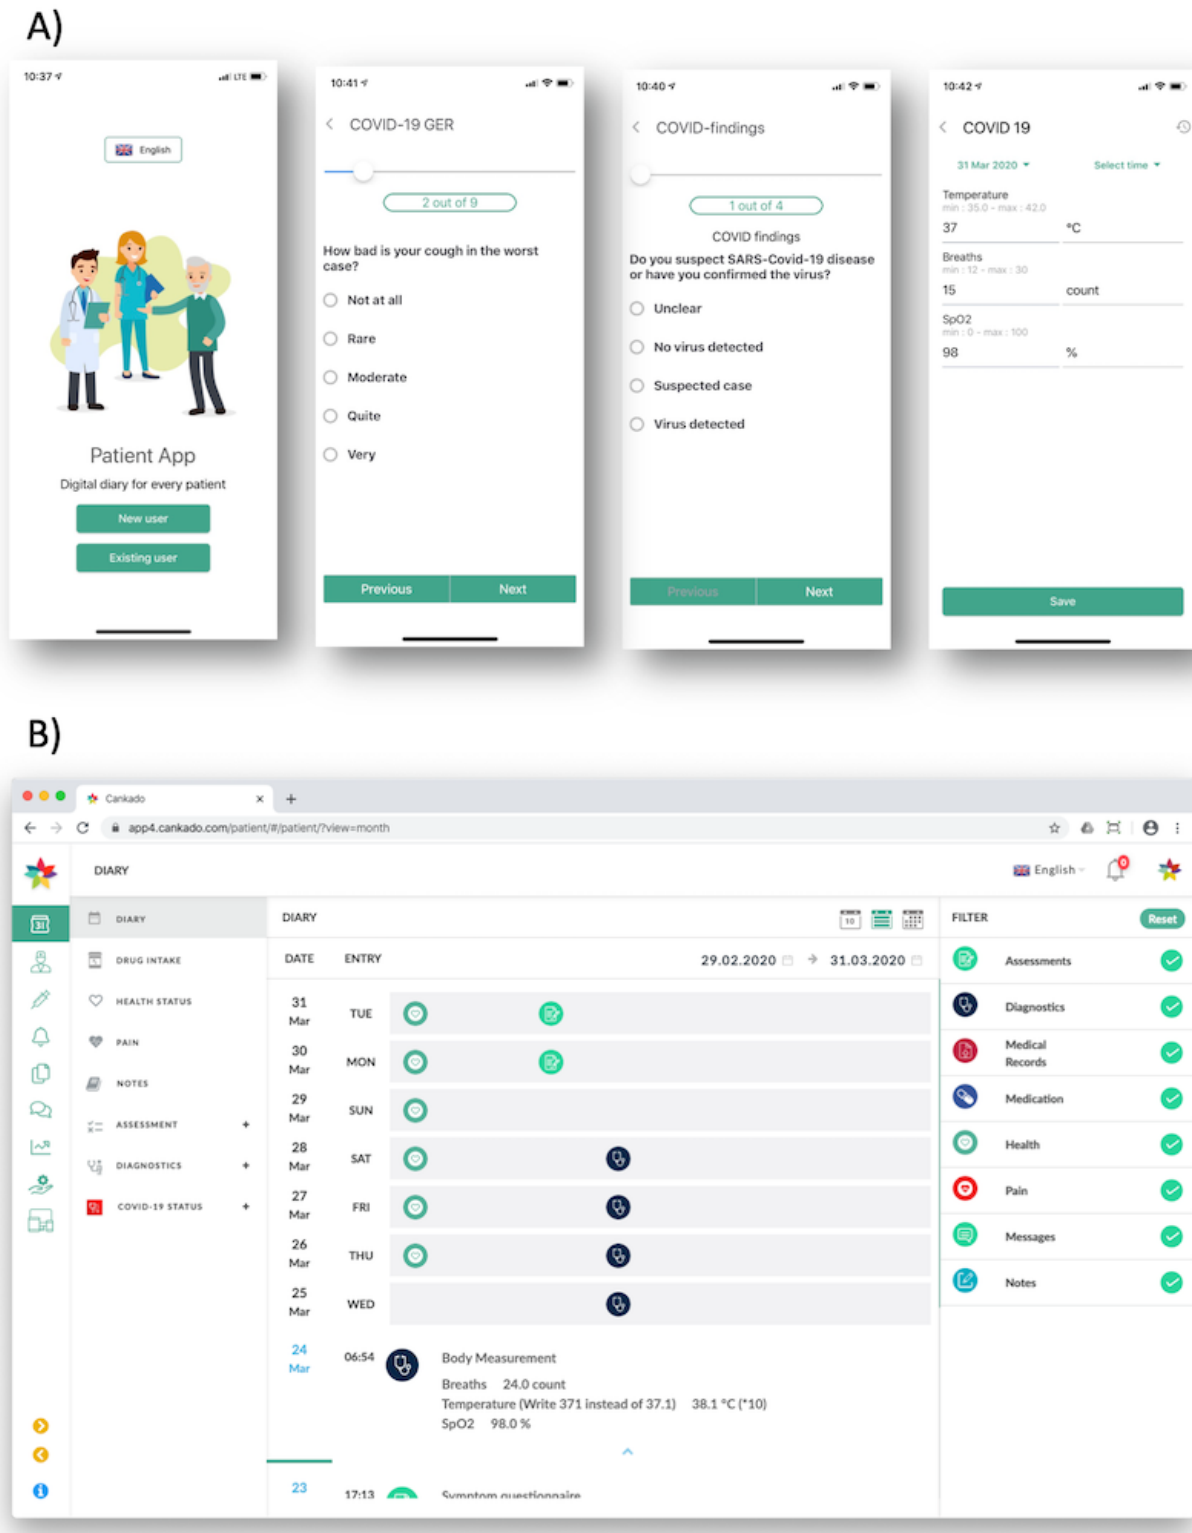 A)
10:37
LTE
English
Patient App
Digital diary for every patient
New user
Existing user
10:41
COVID-19 GER
2 out of 9
How bad is your cough in the worst
case?
Not at all
Rare
Moderate
Quite
Very
Previous
Next
10:40
COVID-findings
1 out of 4
COVID findings
Do you suspect SARS-Covid-19 disease
or have you confirmed the virus?
Unclear
No virus detected
Suspected case
Virus detected
Previous
Next
10:42
COVID 19
31 Mar 2020
Select time
Temperature
min : 35.0 - max : 42.0
37 °C
Breaths
min : 12 - max : 30
15 count
SpO2
min : 0 - max : 100
98 %
Save
B)
Cankado
app4.cankado.com/patient/#/patient/?view=month
DIARY
English
0
31
DIARY
DRUG INTAKE
HEALTH STATUS
PAIN
NOTES
ASSESSMENT +
DIAGNOSTICS +
COVID-19 STATUS +
DIARY
10
DATE ENTRY 29.02.2020 → 31.03.2020
31
Mar
TUE
30
Mar
MON
29
Mar
SUN
28
Mar
SAT
27
Mar
FRI
26
Mar
THU
25
Mar
WED
24
Mar
06:54
Body Measurement
Breaths 24.0 count
Temperature (Write 371 instead of 37.1) 38.1 °C (*10)
SpO2 98.0 %
23
17:13
Symptom questionnaire
FILTER
Reset
Assessments
Diagnostics
Medical
Records
Medication
Health
Pain
Messages
Notes